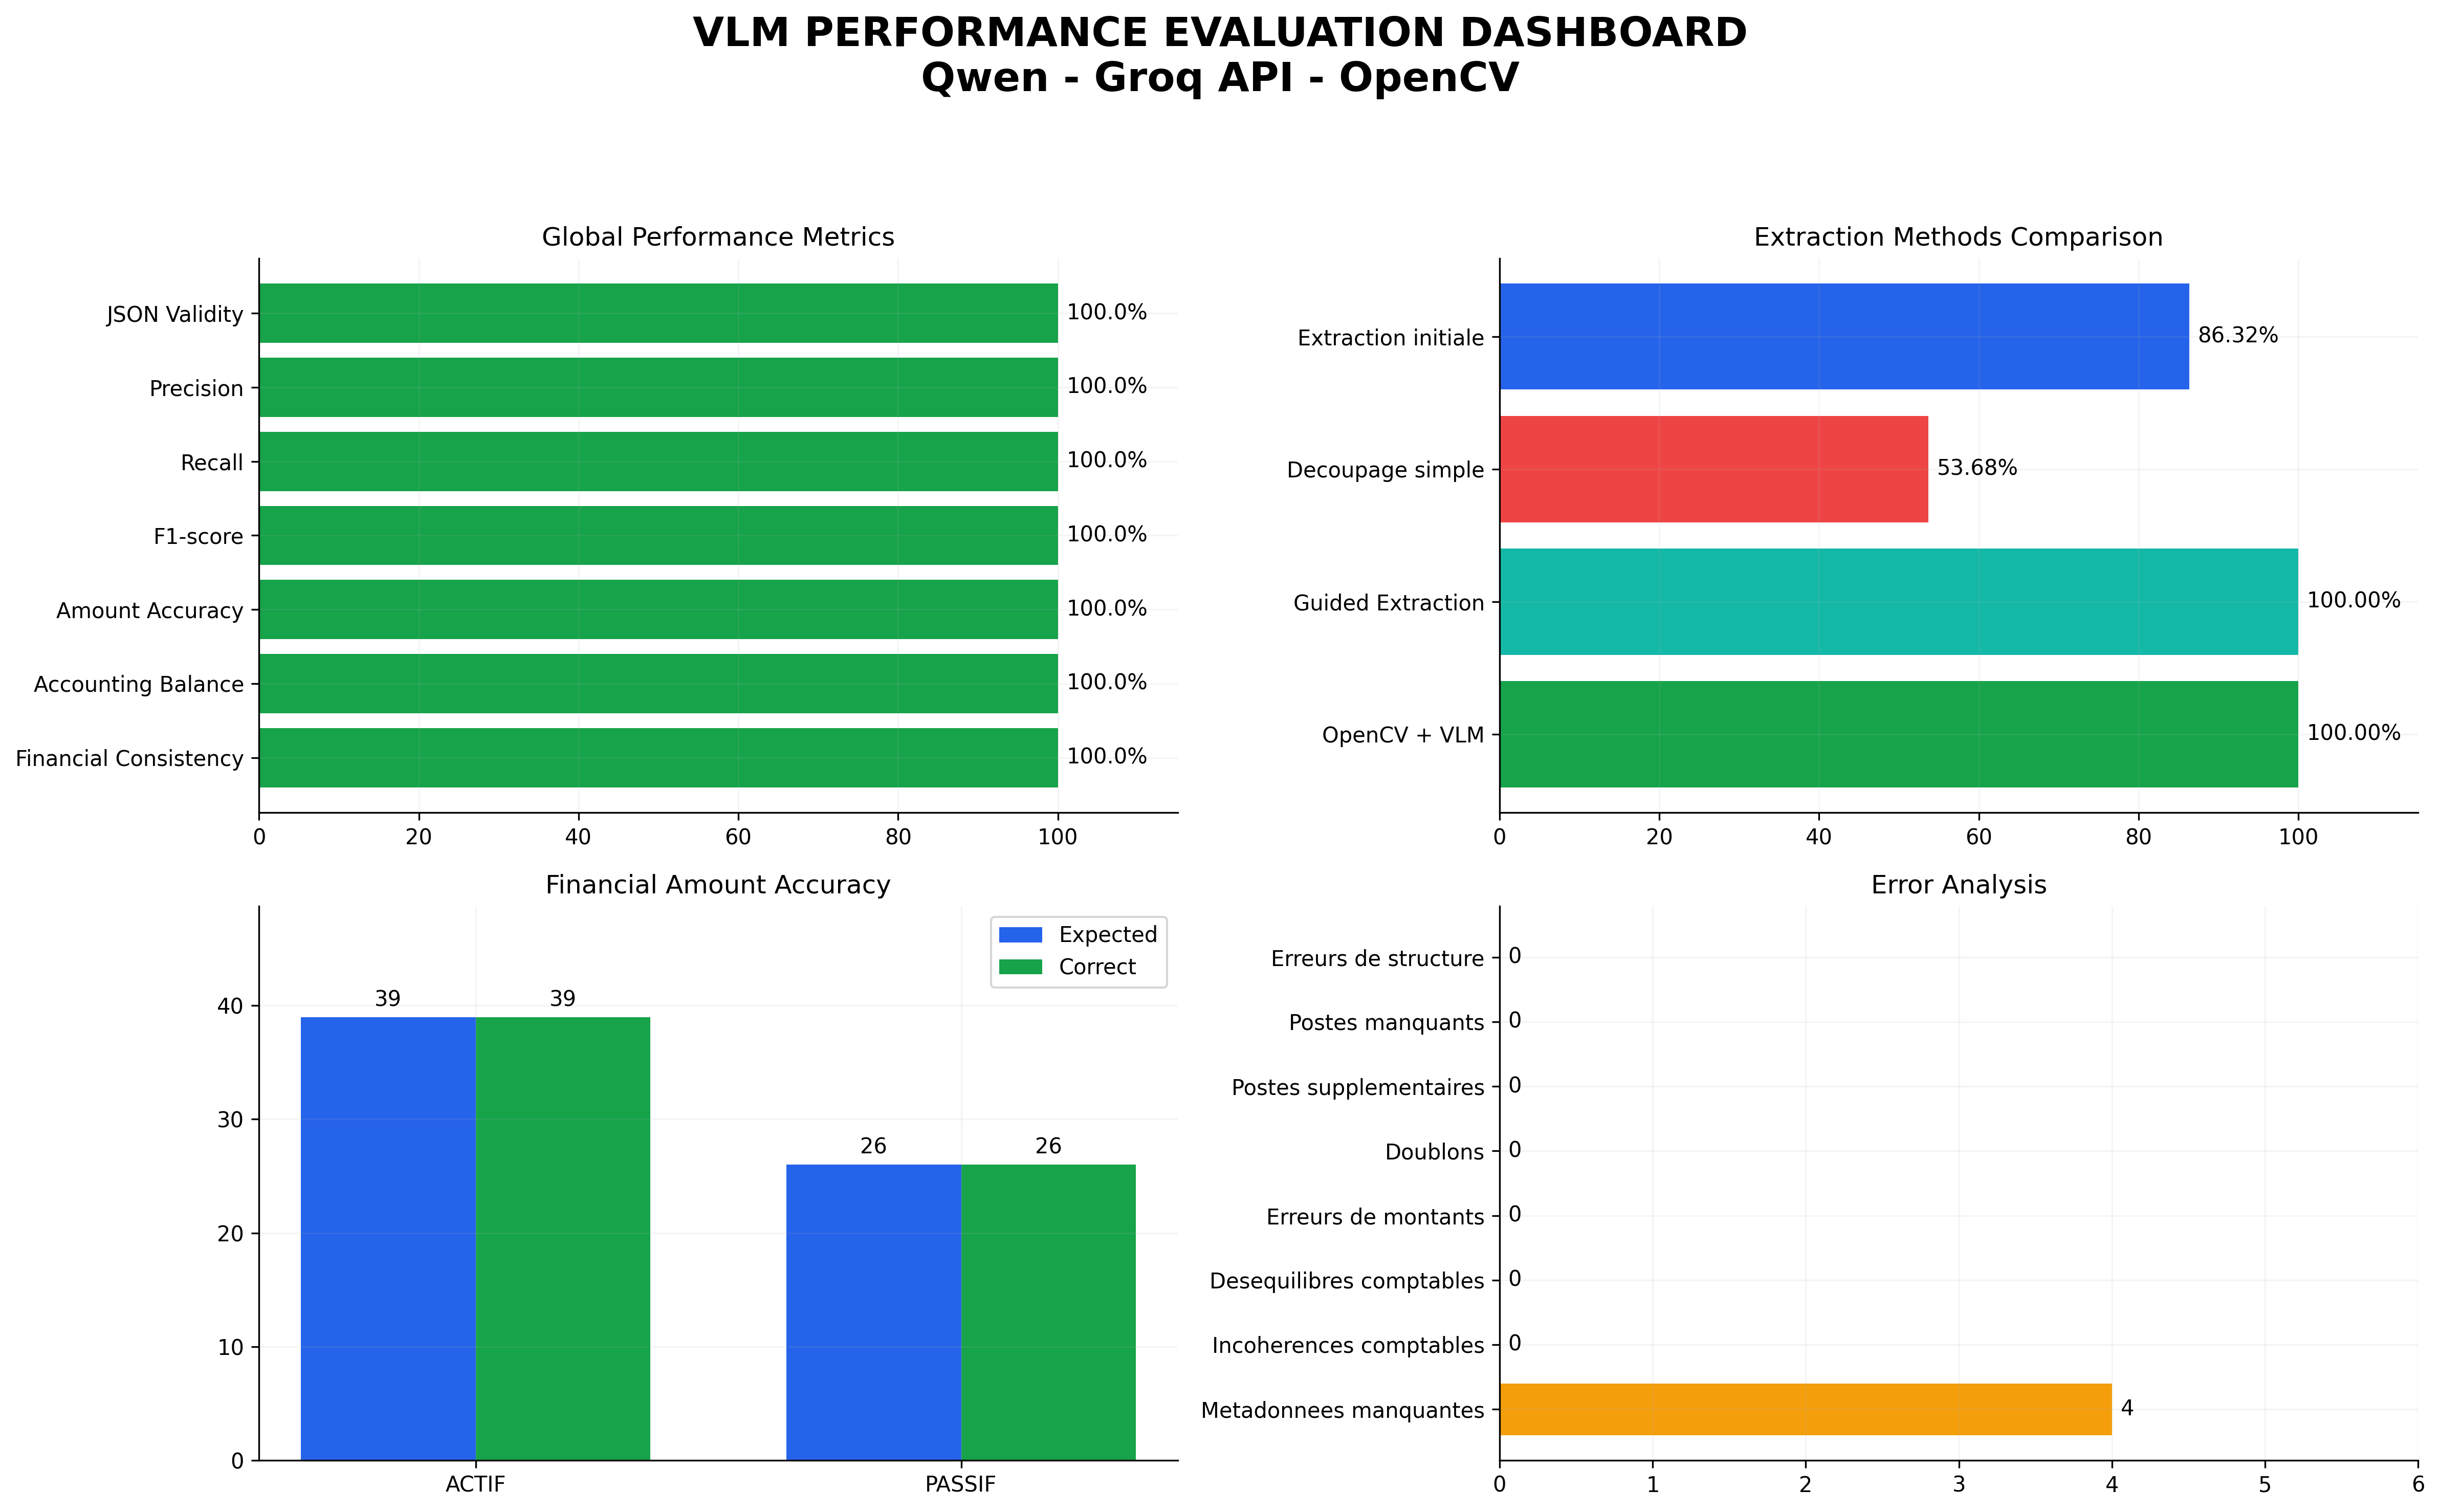 VLM PERFORMANCE EVALUATION DASHBOARD
Qwen - Groq API - OpenCV
Global Performance Metrics
JSON Validity 100.0%
Precision 100.0%
Recall 100.0%
F1-score 100.0%
Amount Accuracy 100.0%
Accounting Balance 100.0%
Financial Consistency 100.0%
0 20 40 60 80 100
Extraction Methods Comparison
Extraction initiale 86.32%
Decoupage simple 53.68%
Guided Extraction 100.00%
OpenCV + VLM 100.00%
0 20 40 60 80 100
Financial Amount Accuracy
Expected
Correct
40
30
20
10
0
39 39
26 26
ACTIF PASSIF
Error Analysis
Erreurs de structure 0
Postes manquants 0
Postes supplementaires 0
Doublons 0
Erreurs de montants 0
Desequilibres comptables 0
Incoherences comptables 0
Metadonnees manquantes 4
0 1 2 3 4 5 6